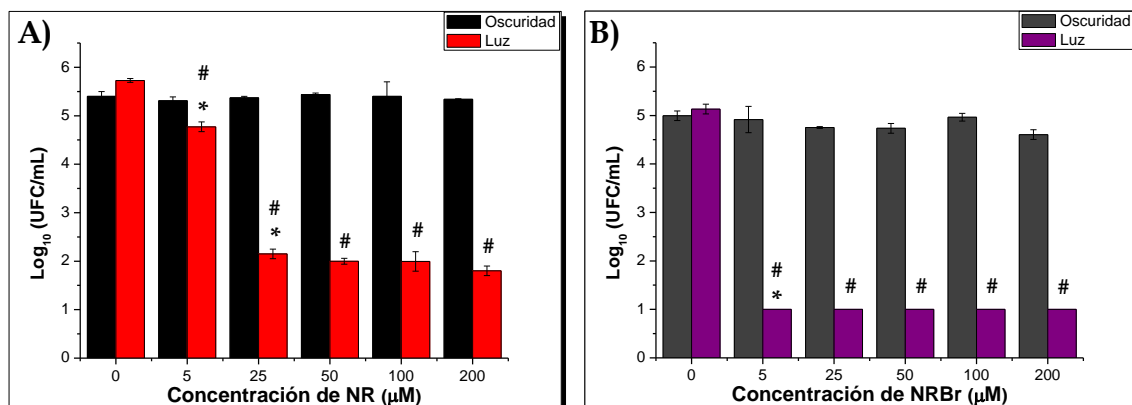 A)
Oscuridad
Luz
6
5
4
3
2
1
0
Log10 (UFC/mL)
#
*
#
*
#
#
#
0 5 25 50 100 200
Concentración de NR (μM)
B)
Oscuridad
Luz
6
5
4
3
2
1
0
Log10 (UFC/mL)
#
*
#
#
#
#
0 5 25 50 100 200
Concentración de NRBr (μM)